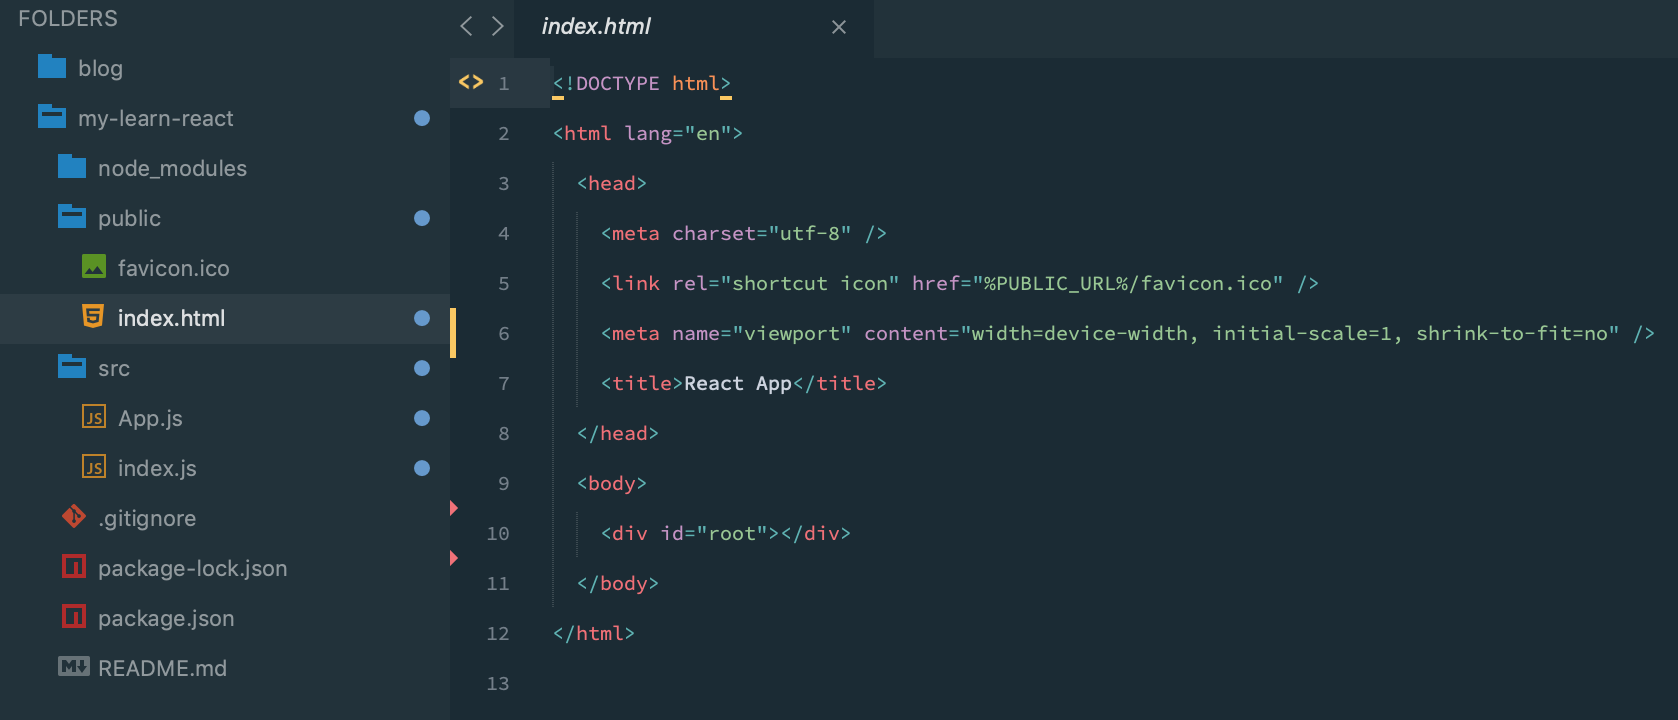 FOLDERS
blog
my-learn-react
node_modules
public
favicon.ico
index.html
src
JS App.js
JS index.js
.gitignore
package-lock.json
package.json
M README.md
index.html
1 <!DOCTYPE html>
2 <html lang="en">
3 <head>
4 <meta charset="utf-8" />
5 <link rel="shortcut icon" href="%PUBLIC_URL%/favicon.ico" />
6 <meta name="viewport" content="width=device-width, initial-scale=1, shrink-to-fit=no" />
7 <title>React App</title>
8 </head>
9 <body>
10 <div id="root"></div>
11 </body>
12 </html>
13